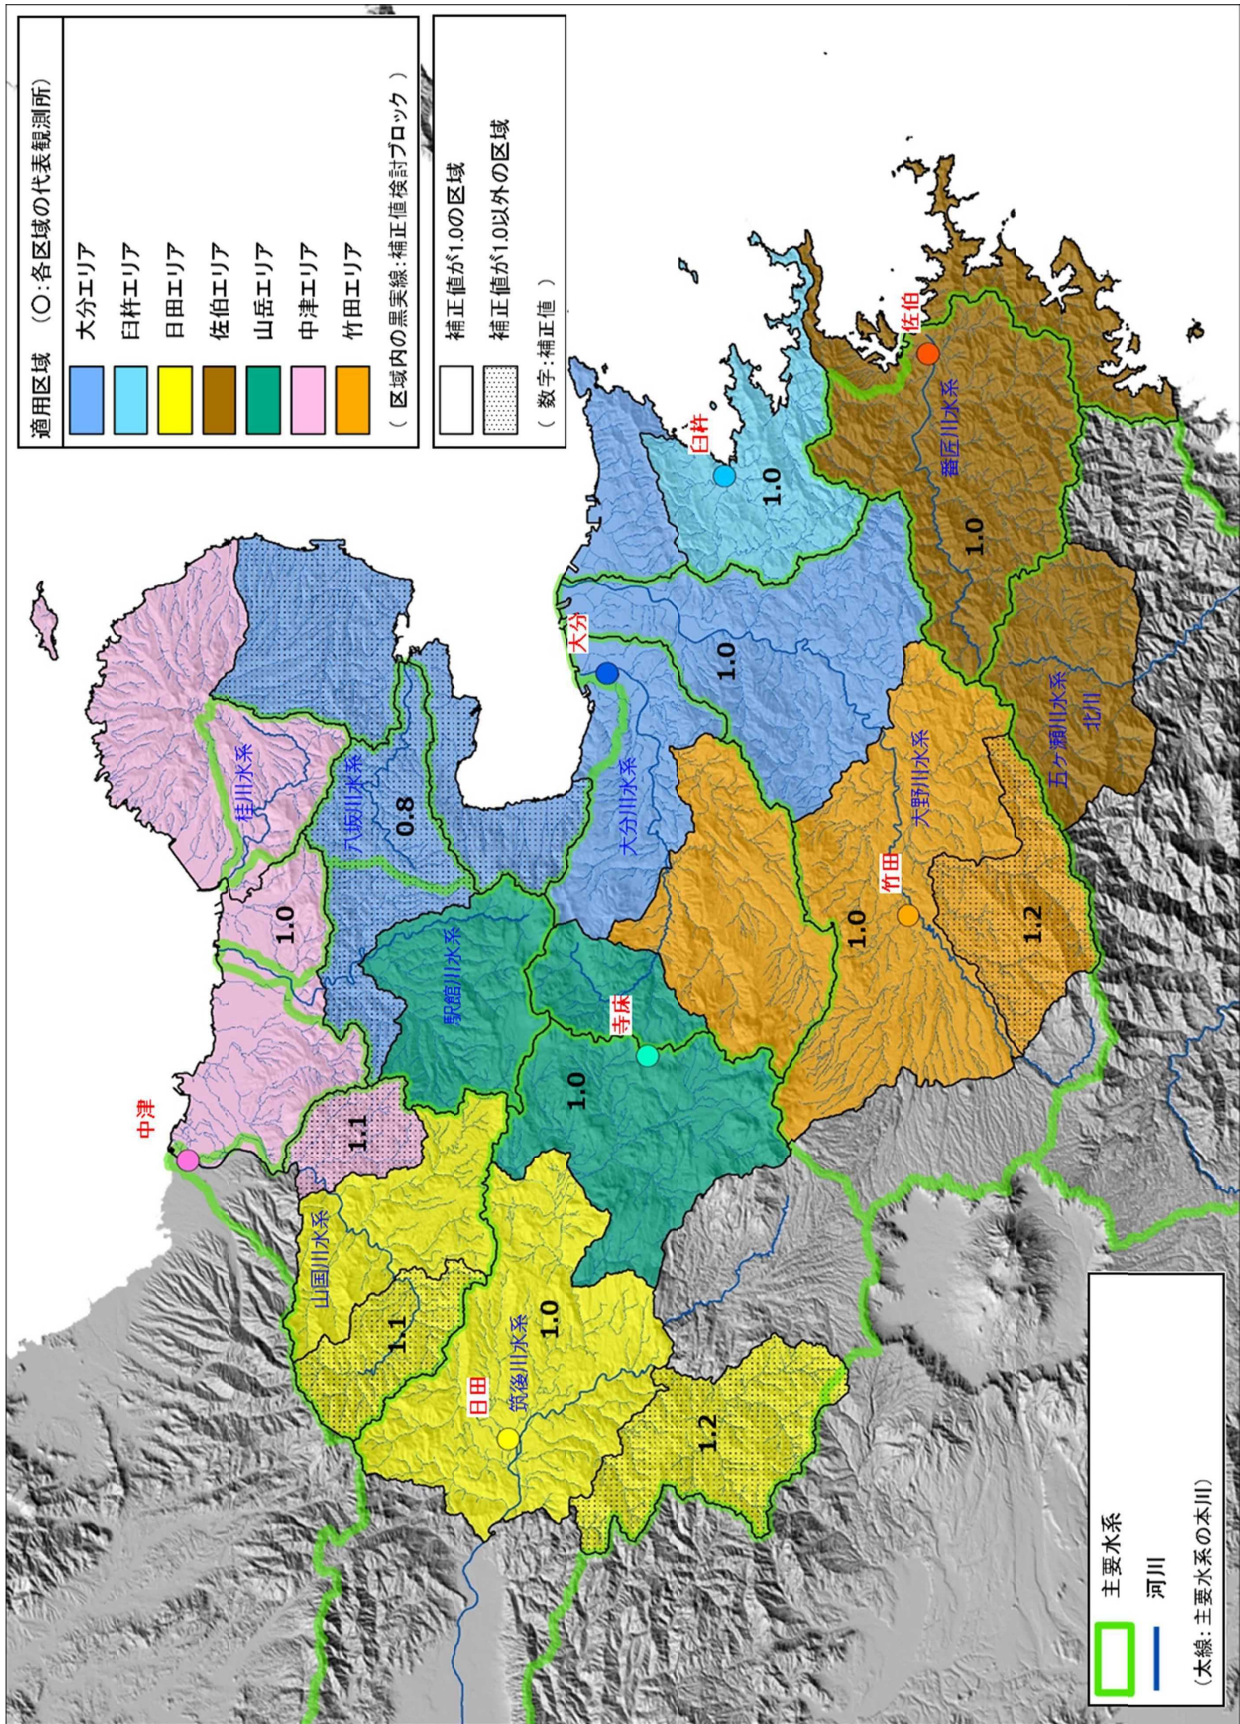 適用区域 （○:各区域の代表観測所）
大分エリア
臼杵エリア
日田エリア
佐伯エリア
山岳エリア
中津エリア
竹田エリア
（ 区域内の黒実線:補正値検討ブロック ）
補正値が1.0の区域
補正値が1.0以外の区域
（ 数字:補正値 ）
中津
桂川水系
1.0
八坂川水系
0.8
1.1
山国川水系
駅館川水系
1.1
大分
臼杵
1.0
日田
筑後川水系
1.0
1.0
寺床
大分川水系
1.0
佐伯
番匠川水系
1.0
1.2
1.0
竹田
大野川水系
1.2
五ヶ瀬川水系
北川
主要水系
河川
（太線: 主要水系の本川）